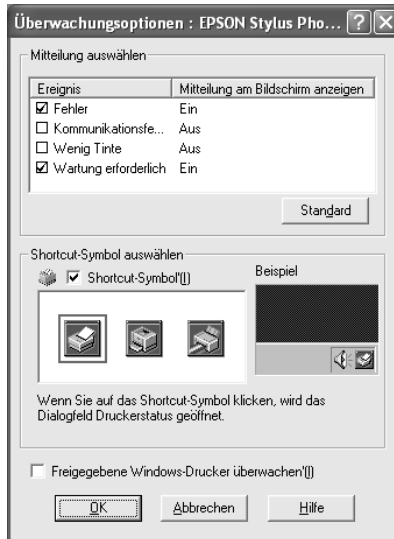 Überwachungsoptionen : EPSON Stylus Pho...
Mitteilung auswählen
Ereignis Mitteilung am Bildschirm anzeigen
Fehler Ein
Kommunikationsfe... Aus
Wenig Tinte Aus
Wartung erforderlich Ein
Standard
Shortcut-Symbol auswählen
Shortcut-Symbol'(J) Beispiel
Wenn Sie auf das Shortcut-Symbol klicken, wird das
Dialogfeld Druckerstatus geöffnet.
Freigegebene Windows-Drucker überwachen'(J)
OK Abbrechen Hilfe